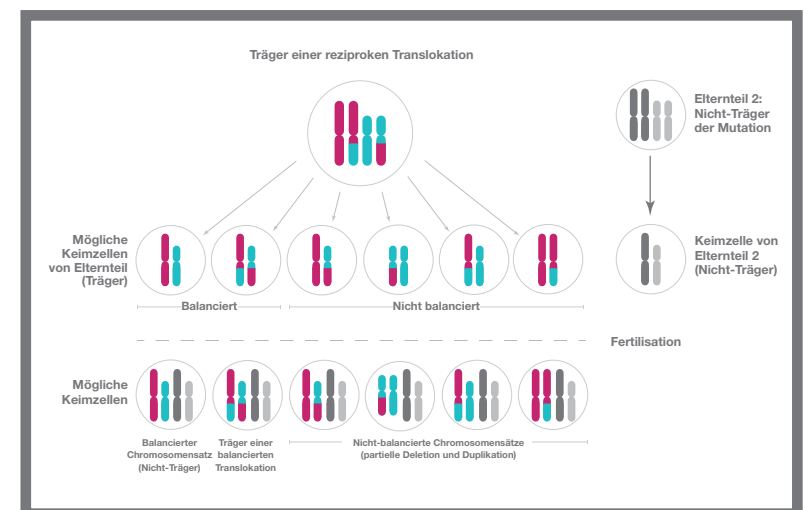 Träger einer reziproken Translokation
Elternteil 2:
Nicht-Träger
der Mutation
Mögliche
Keimzellen
von Elternteil
(Träger)
Keimzelle von
Elternteil 2
(Nicht-Träger)
Balanciert
Nicht balanciert
Fertilisation
Mögliche
Keimzellen
Balancierter
Chromosomensatz
(Nicht-Träger)
Träger einer
balancierten
Translokation
Nicht-balancierte Chromosomensätze
(partielle Deletion und Duplikation)